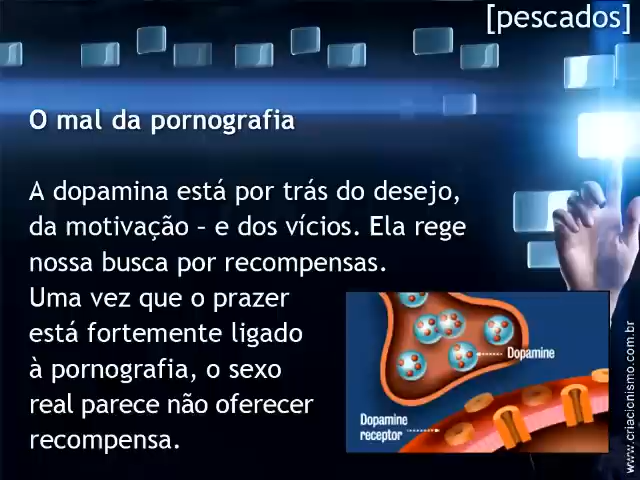 [pescados]
O mal da pornografia
A dopamina está por trás do desejo,
da motivação – e dos vícios. Ela rege
nossa busca por recompensas.
Uma vez que o prazer
está fortemente ligado
à pornografia, o sexo
real parece não oferecer
recompensa.
Dopamine
Dopamine
receptor
www.criacionismo.com.br